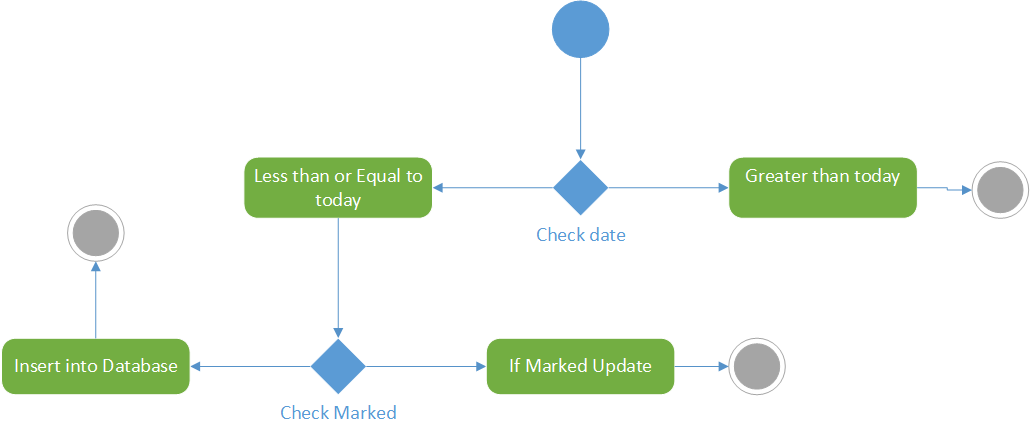 Less than or Equal to
today
Greater than today
Check date
Insert into Database
If Marked Update
Check Marked